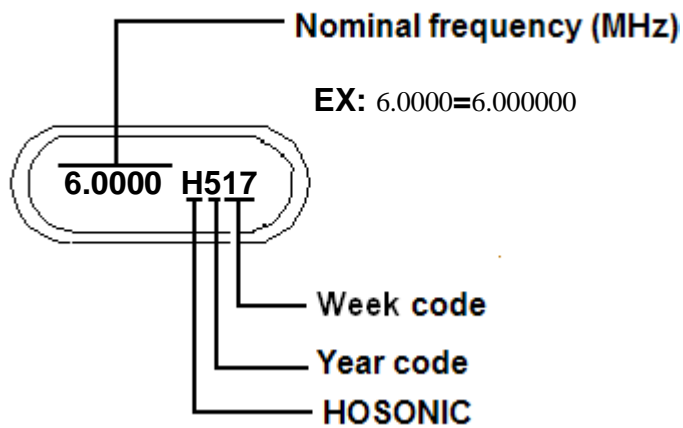 Nominal frequency (MHz)
EX: 6.0000=6.000000
6.0000 H517
Week code
Year code
HOSONIC